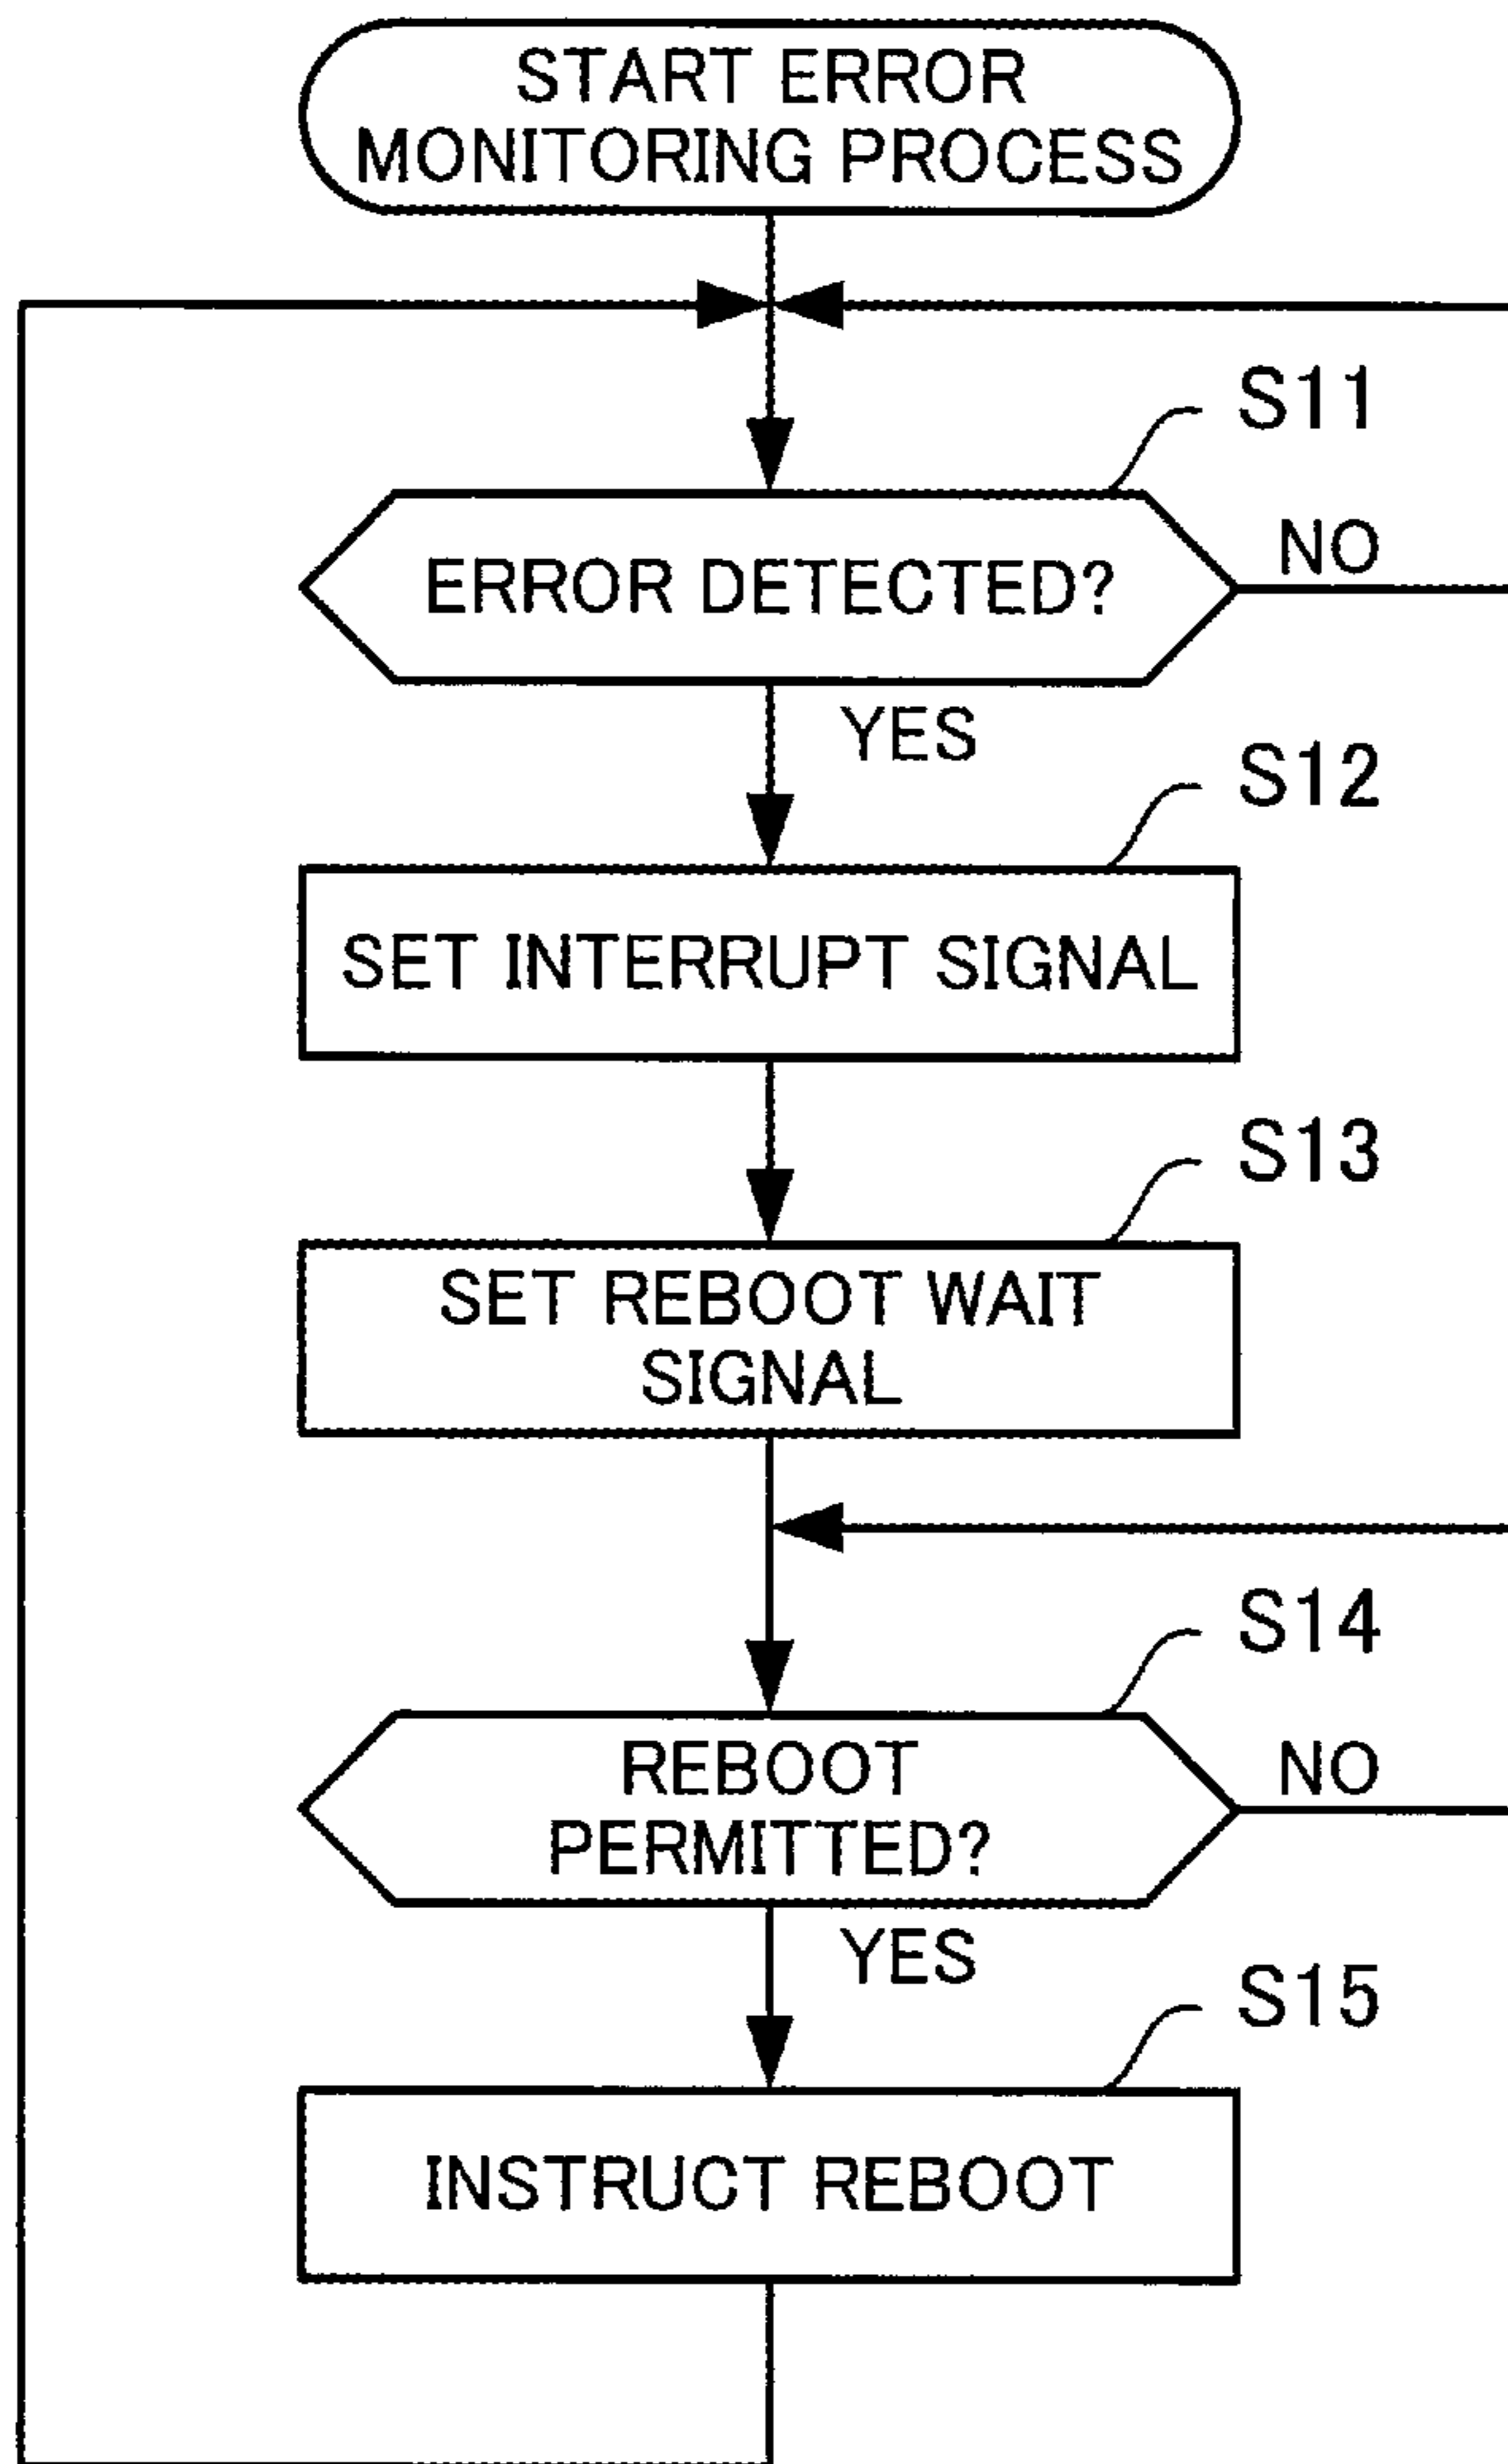 START ERROR
MONITORING PROCESS
S11
ERROR DETECTED?
NO
YES
S12
SET INTERRUPT SIGNAL
S13
SET REBOOT WAIT
SIGNAL
S14
REBOOT
PERMITTED?
NO
YES
S15
INSTRUCT REBOOT